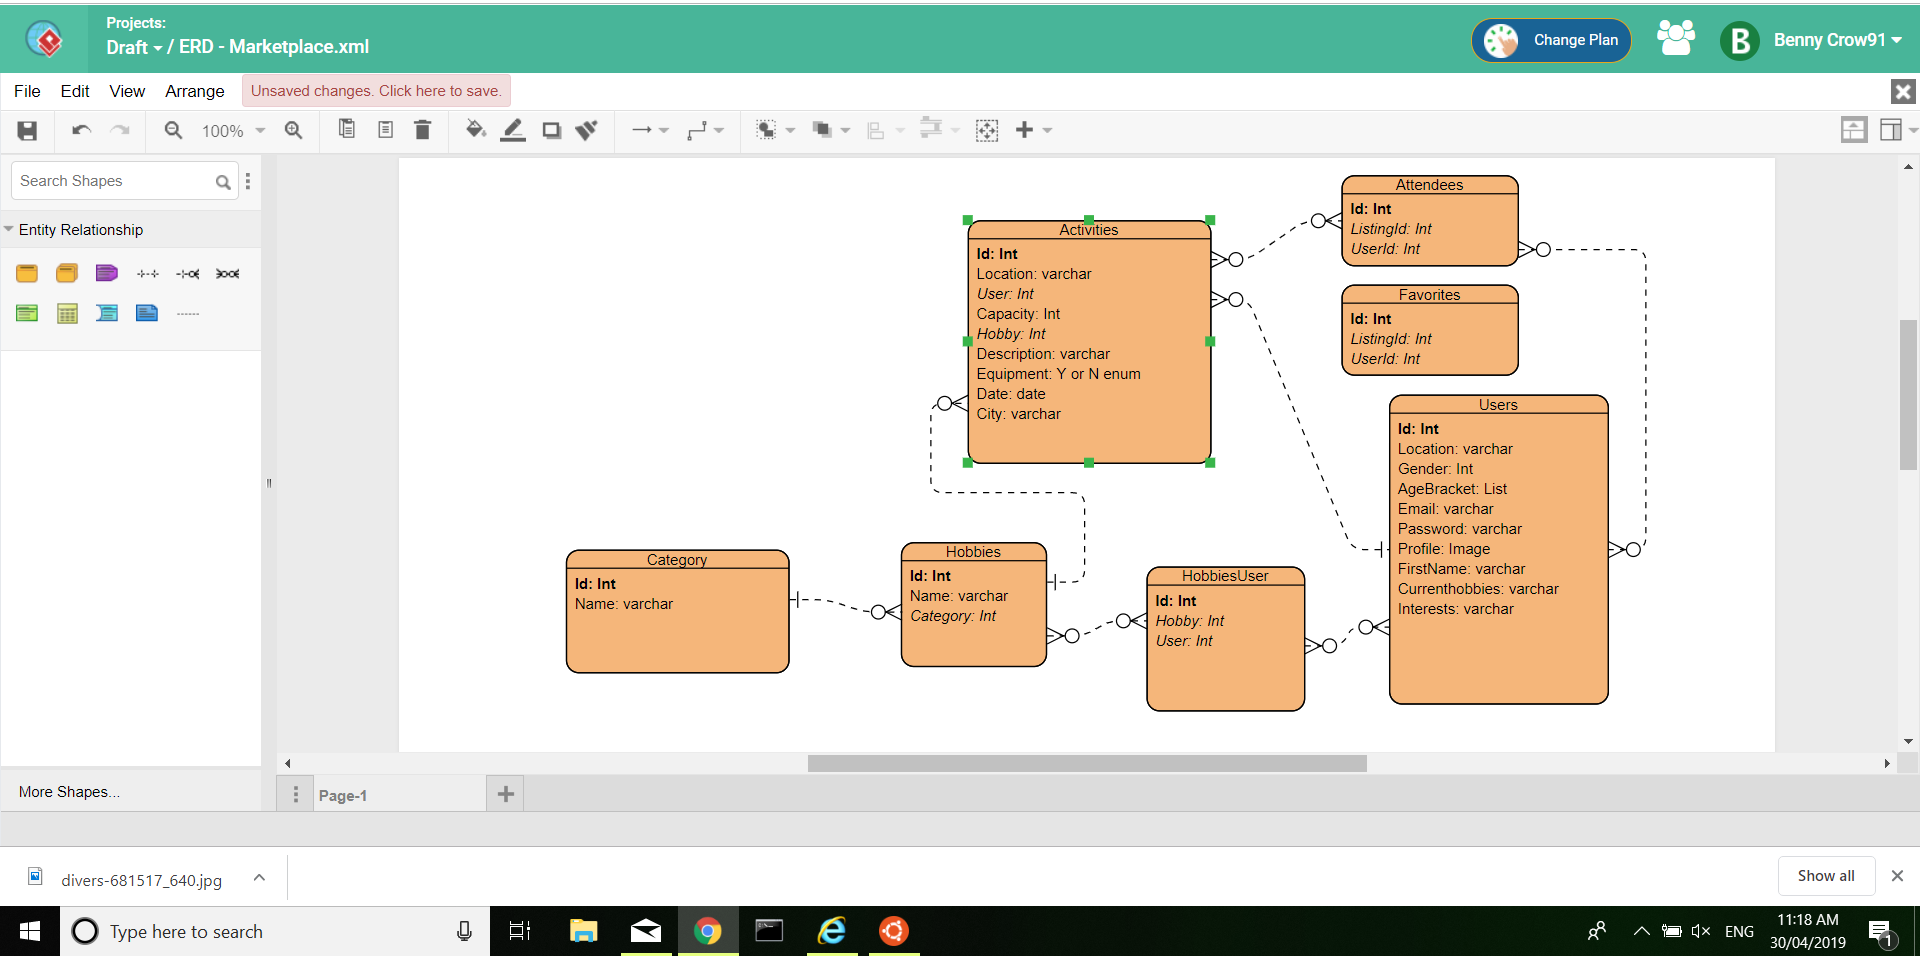 Projects:
Draft / ERD - Marketplace.xml
Change Plan
B
Benny Crow91
File Edit View Arrange
Unsaved changes. Click here to save.
100%
Search Shapes
Entity Relationship
More Shapes...
Activities
Id: Int
Location: varchar
User: Int
Capacity: Int
Hobby: Int
Description: varchar
Equipment: Y or N enum
Date: date
City: varchar
Attendees
Id: Int
ListingId: Int
UserId: Int
Favorites
Id: Int
ListingId: Int
UserId: Int
Users
Id: Int
Location: varchar
Gender: Int
AgeBracket: List
Email: varchar
Password: varchar
Profile: Image
FirstName: varchar
Currenthobbies: varchar
Interests: varchar
Category
Id: Int
Name: varchar
Hobbies
Id: Int
Name: varchar
Category: Int
HobbiesUser
Id: Int
Hobby: Int
User: Int
Page-1
divers-681517_640.jpg
Show all
Type here to search
ENG
11:18 AM
30/04/2019
1